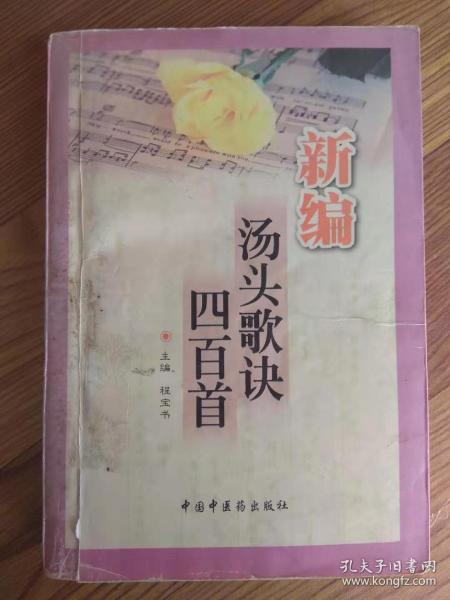 新编
汤头歌诀
四百首
主编 程宝书
中国中医药出版社
孔夫子旧书网
www.kongfz.com